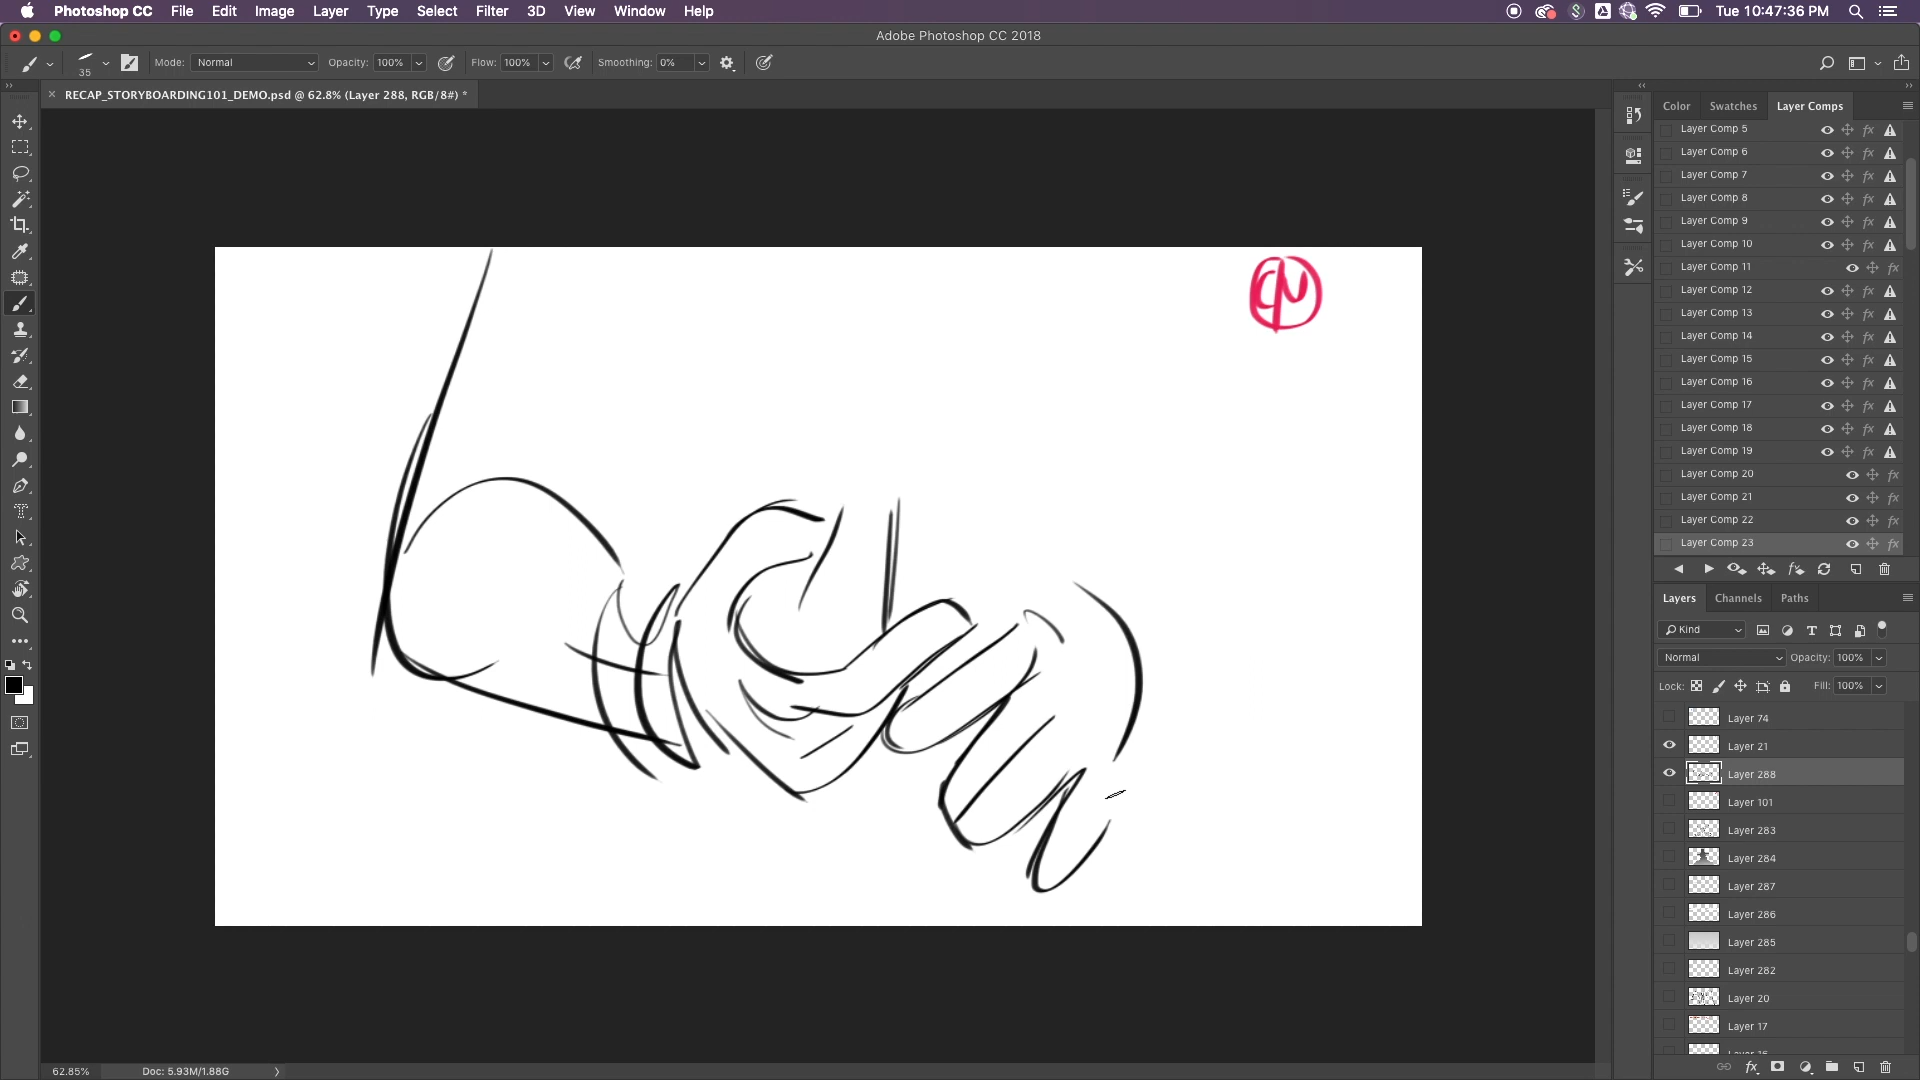 Photoshop CC File Edit Image Layer Type Select Filter 3D View Window Help Tue 10:47:36 PM
Adobe Photoshop CC 2018
35 Mode: Normal Opacity: 100% Flow: 100% Smoothing: 0%
RECAP_STORYBOARDING101_DEMO.psd @ 62.8% (Layer 288, RGB/8#) *
Color Swatches Layer Comps
Layer Comp 5
Layer Comp 6
Layer Comp 7
Layer Comp 8
Layer Comp 9
Layer Comp 10
Layer Comp 11
Layer Comp 12
Layer Comp 13
Layer Comp 14
Layer Comp 15
Layer Comp 16
Layer Comp 17
Layer Comp 18
Layer Comp 19
Layer Comp 20
Layer Comp 21
Layer Comp 22
Layer Comp 23
Layers Channels Paths
Kind
Normal Opacity: 100%
Lock: Fill: 100%
Layer 74
Layer 21
Layer 288
Layer 101
Layer 283
Layer 284
Layer 287
Layer 286
Layer 285
Layer 282
Layer 20
Layer 17
62.85% Doc: 5.93M/1.88G